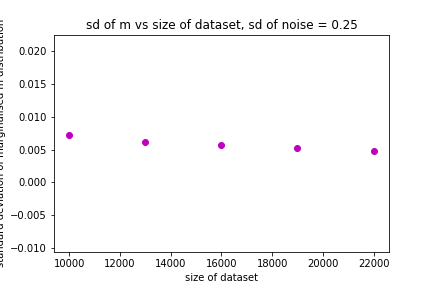 sd of m vs size of dataset, sd of noise = 0.25
standard deviation of marginalised m distribution
0.020
0.015
0.010
0.005
0.000
−0.005
−0.010
10000 12000 14000 16000 18000 20000 22000
size of dataset